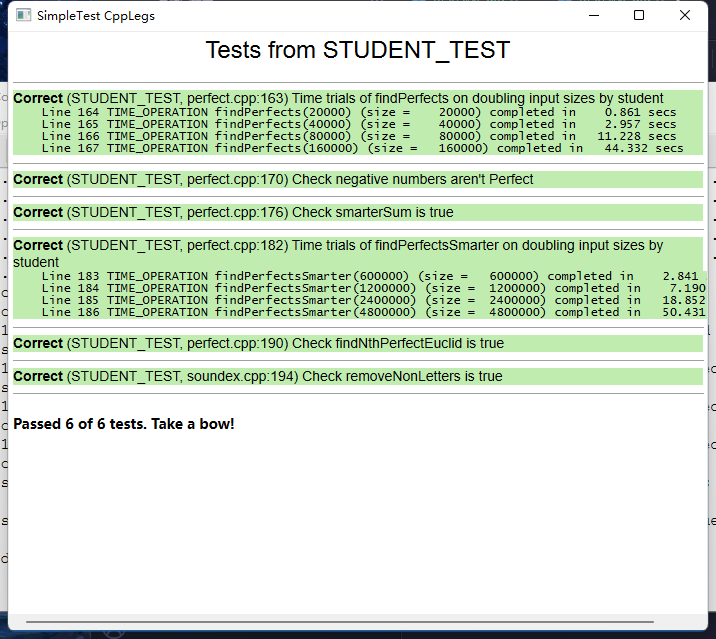 SimpleTest CppLegs
Tests from STUDENT_TEST
Correct (STUDENT_TEST, perfect.cpp:163) Time trials of findPerfects on doubling input sizes by student
Line 164 TIME_OPERATION findPerfects(20000) (size =    20000) completed in    0.861 secs
Line 165 TIME_OPERATION findPerfects(40000) (size =    40000) completed in    2.957 secs
Line 166 TIME_OPERATION findPerfects(80000) (size =    80000) completed in   11.228 secs
Line 167 TIME_OPERATION findPerfects(160000) (size =   160000) completed in   44.332 secs
Correct (STUDENT_TEST, perfect.cpp:170) Check negative numbers aren't Perfect
Correct (STUDENT_TEST, perfect.cpp:176) Check smarterSum is true
Correct (STUDENT_TEST, perfect.cpp:182) Time trials of findPerfectsSmarter on doubling input sizes by
student
Line 183 TIME_OPERATION findPerfectsSmarter(600000) (size =   600000) completed in    2.841
Line 184 TIME_OPERATION findPerfectsSmarter(1200000) (size =  1200000) completed in    7.190
Line 185 TIME_OPERATION findPerfectsSmarter(2400000) (size =  2400000) completed in   18.852
Line 186 TIME_OPERATION findPerfectsSmarter(4800000) (size =  4800000) completed in   50.431
Correct (STUDENT_TEST, perfect.cpp:190) Check findNthPerfectEuclid is true
Correct (STUDENT_TEST, soundex.cpp:194) Check removeNonLetters is true
Passed 6 of 6 tests. Take a bow!